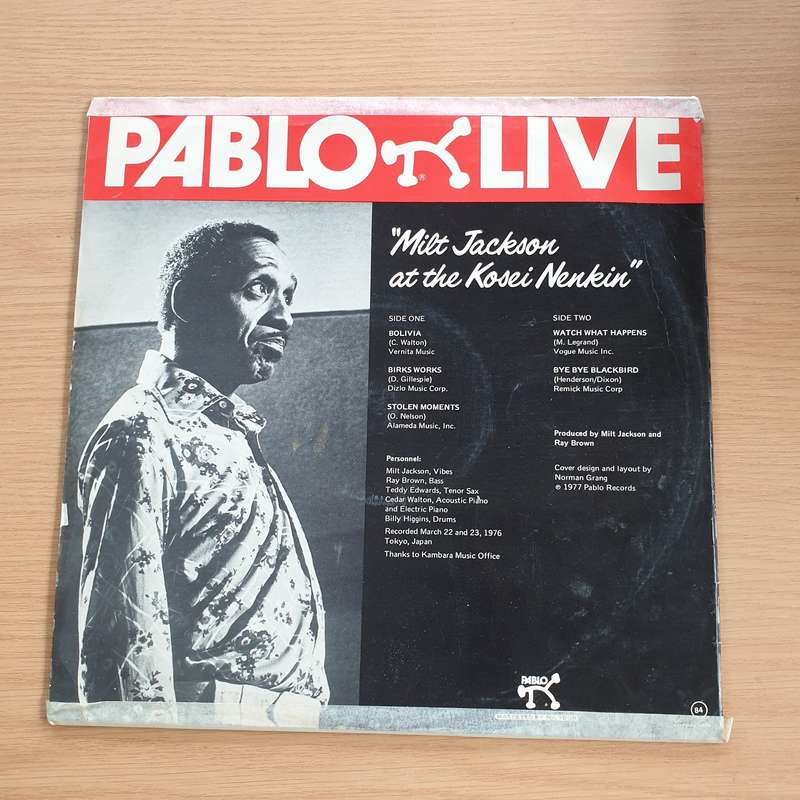 PABLO LIVE
®
"Milt Jackson
at the Kosei Nenkin"
SIDE ONE
BOLIVIA
(C. Walton)
Vernita Music
BIRKS WORKS
(D. Gillespie)
Dizlo Music Corp.
STOLEN MOMENTS
(O. Nelson)
Alameda Music, Inc.
SIDE TWO
WATCH WHAT HAPPENS
(M. Legrand)
Vogue Music Inc.
BYE BYE BLACKBIRD
(Henderson/Dixon)
Remick Music Corp
Produced by Milt Jackson and
Ray Brown
Cover design and layout by
Norman Grang
℗ 1977 Pablo Records
Personnel:
Milt Jackson, Vibes
Ray Brown, Bass
Teddy Edwards, Tenor Sax
Cedar Walton, Acoustic Piano
and Electric Piano
Billy Higgins, Drums
Recorded March 22 and 23, 1976
Tokyo, Japan
Thanks to Kambara Music Office
PABLO
84